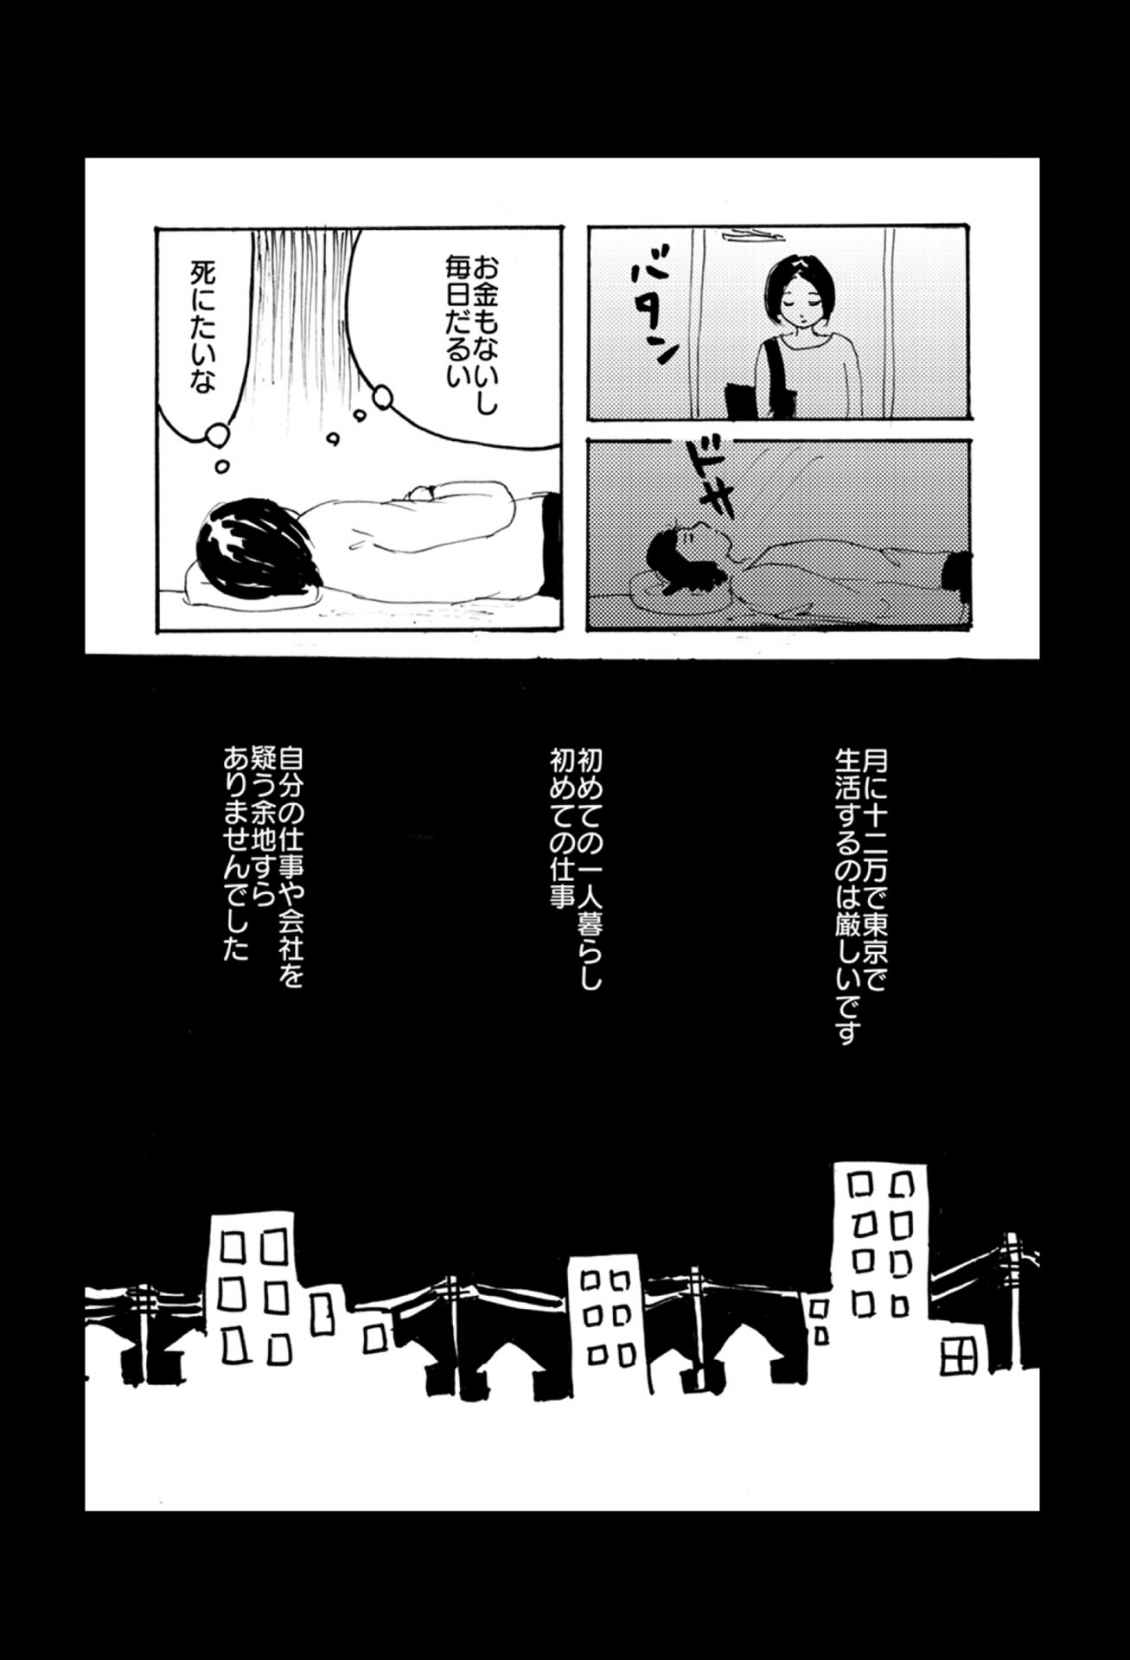 バタン
ドサ
お金もないし
毎日だるい
死にたいな
月に十二万で東京で
生活するのは厳しいです
初めての一人暮らし
初めての仕事
自分の仕事や会社を
疑う余地すら
ありませんでした